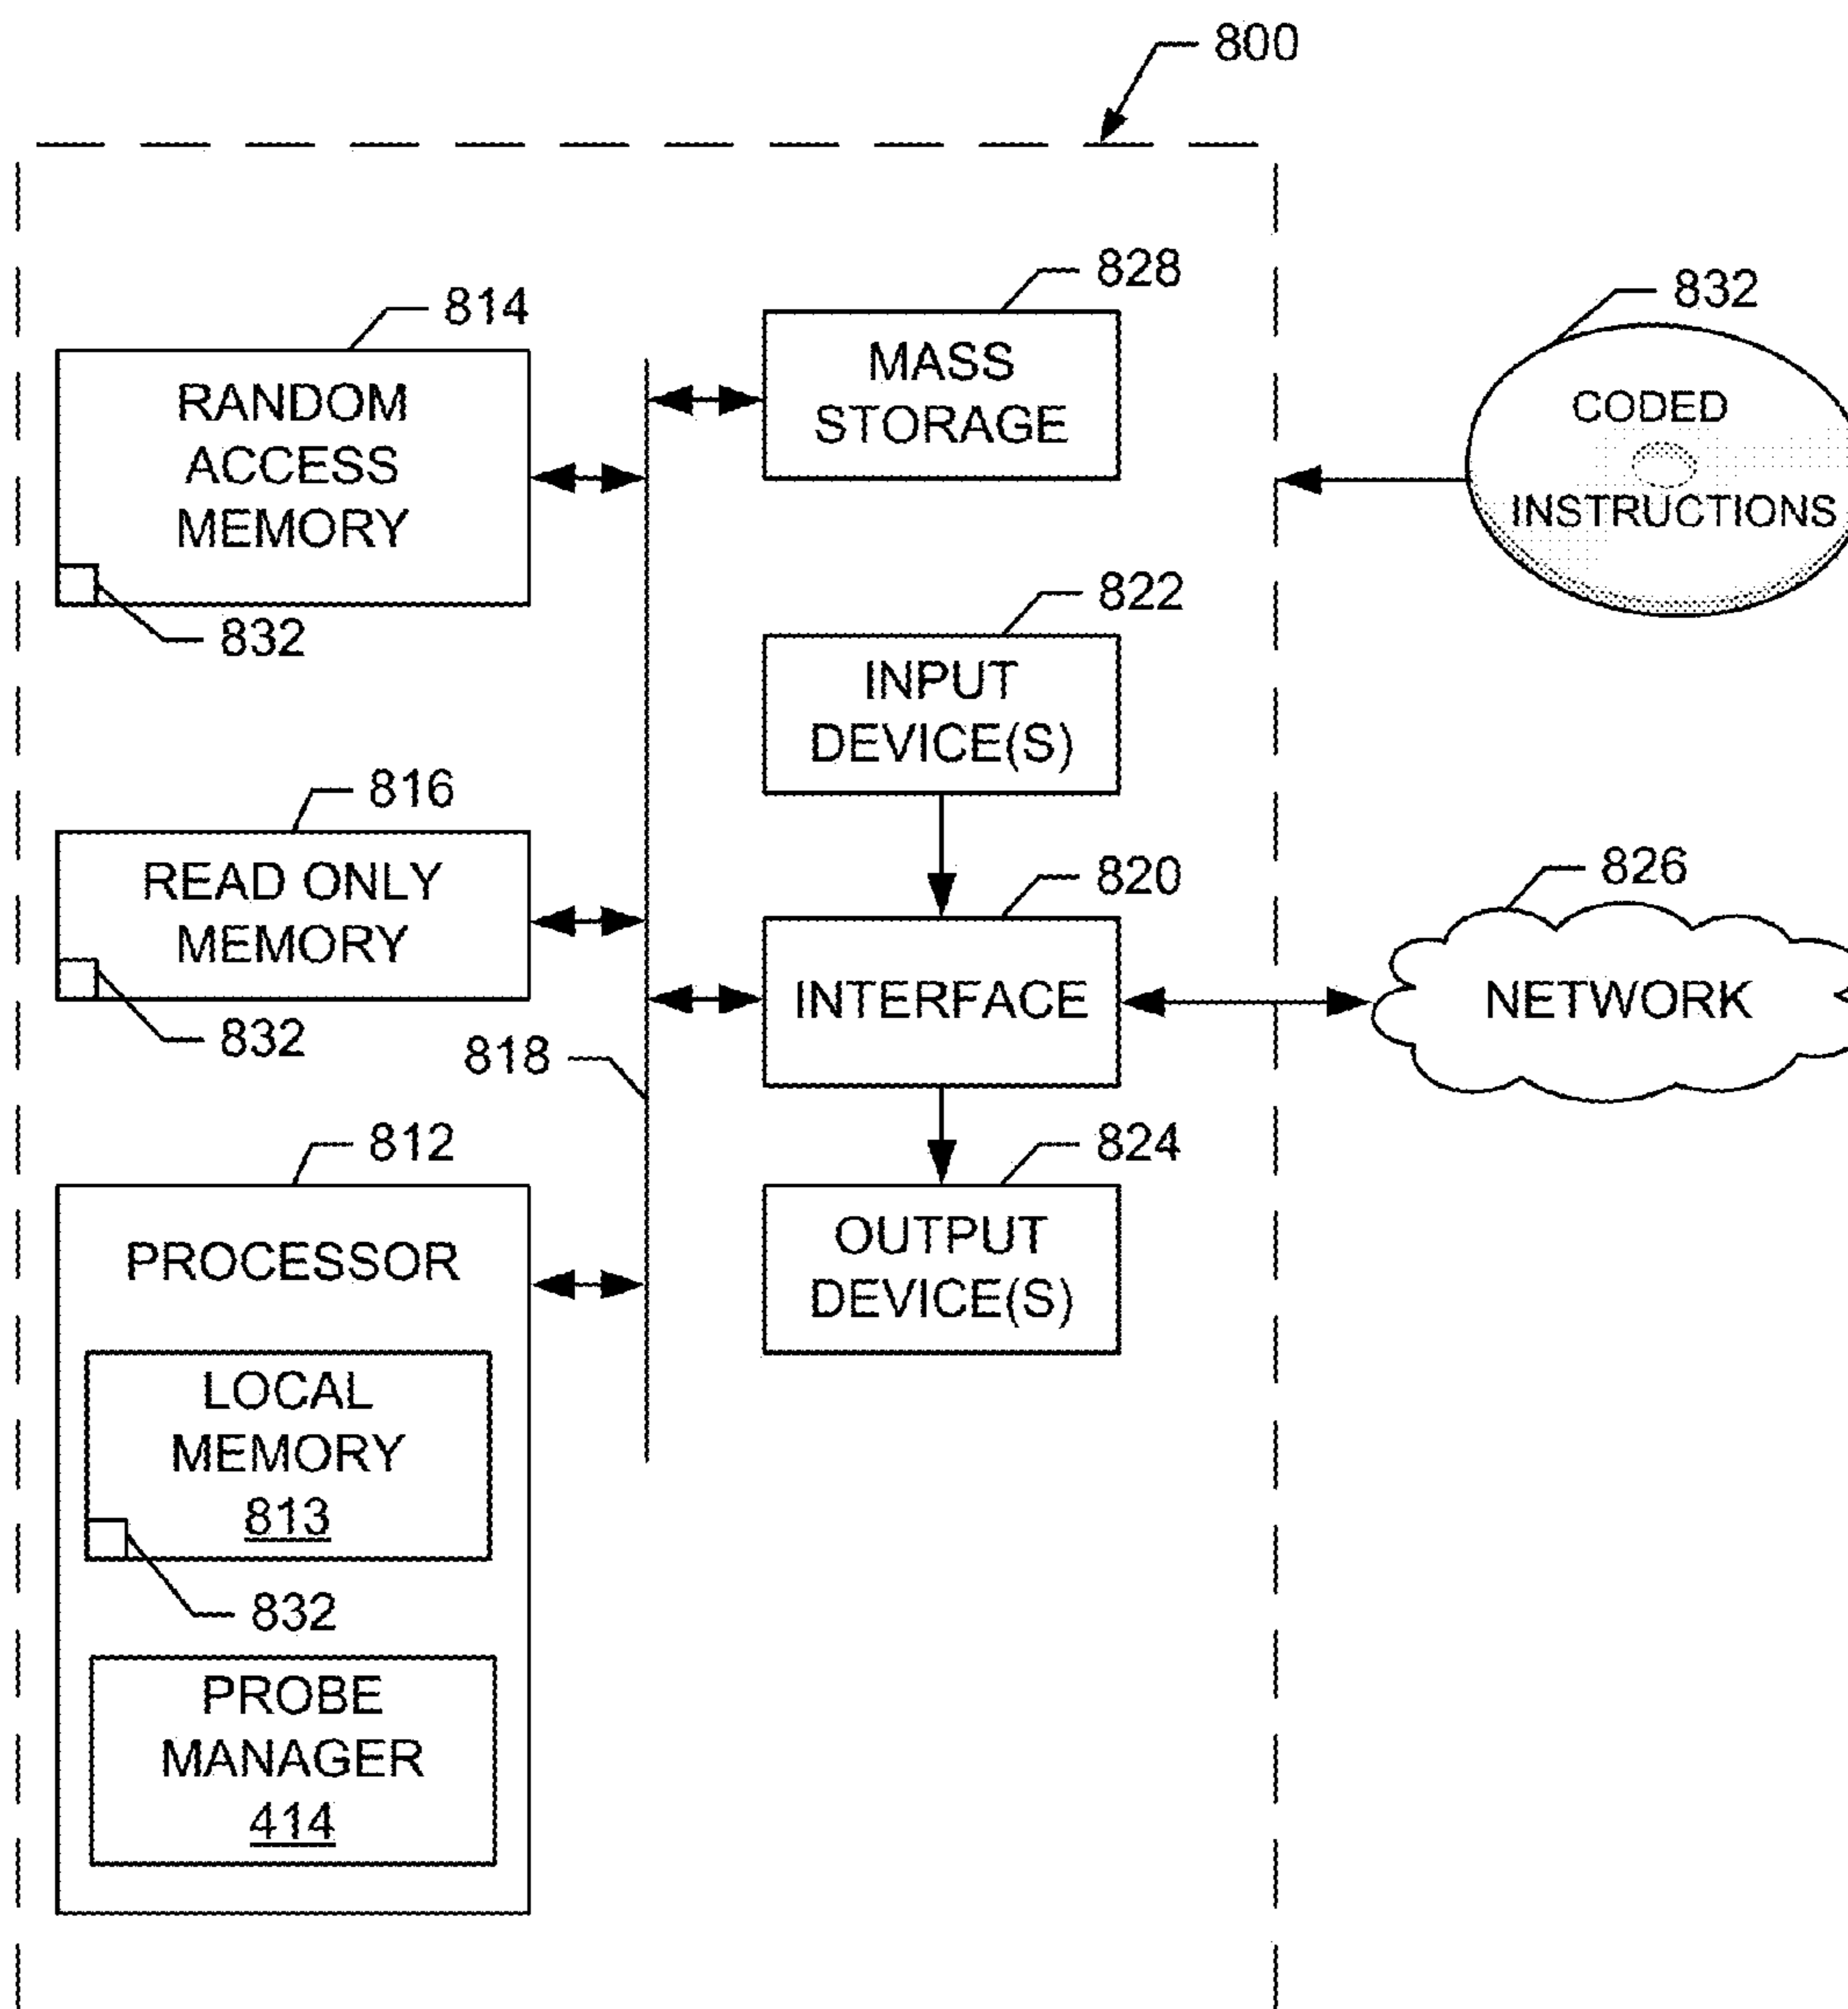 800
828
MASS
STORAGE
814
RANDOM
ACCESS
MEMORY
832
832
CODED
INSTRUCTIONS
822
INPUT
DEVICE(S)
816
READ ONLY
MEMORY
832
820
INTERFACE
826
NETWORK
818
812
PROCESSOR
824
OUTPUT
DEVICE(S)
LOCAL
MEMORY
813
832
PROBE
MANAGER
414